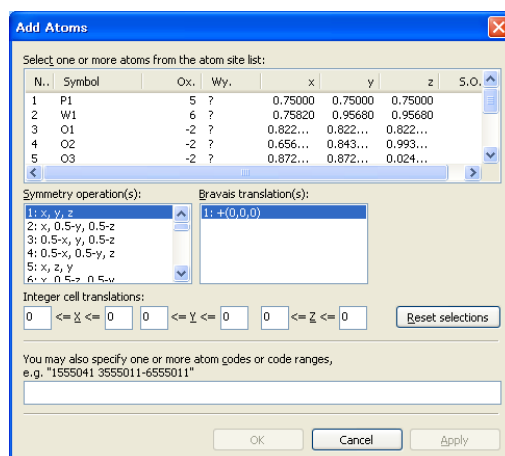 Add Atoms
Select one or more atoms from the atom site list:
N.. Symbol Ox. Wy. x y z S.O.
1 P1 5 ? 0.75000 0.75000 0.75000
2 W1 6 ? 0.75820 0.95680 0.95680
3 O1 -2 ? 0.822... 0.822... 0.822...
4 O2 -2 ? 0.656... 0.843... 0.993...
5 O3 -2 ? 0.872... 0.872... 0.024...
Symmetry operation(s): Bravais translation(s):
1: x, y, z 1: +(0,0,0)
2: x, 0.5-y, 0.5-z
3: 0.5-x, y, 0.5-z
4: 0.5-x, 0.5-y, z
5: x, z, y
6: x, 0.5-z, 0.5-y
Integer cell translations:
0 <= X <= 0 0 <= Y <= 0 0 <= Z <= 0 Reset selections
You may also specify one or more atom codes or code ranges,
e.g. "1555041 3555011-6555011"
OK Cancel Apply